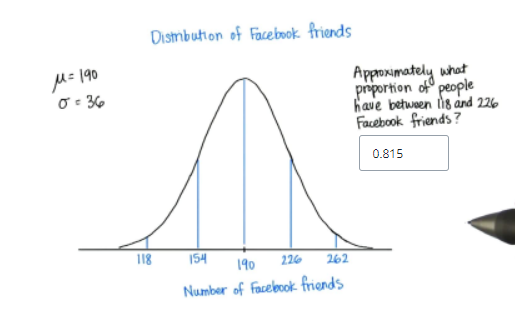 Distribution of Facebook friends
μ = 190
σ = 36
Approximately what
proportion of people
have between 118 and 226
Facebook friends?
0.815
118 154 190 226 262
Number of Facebook friends